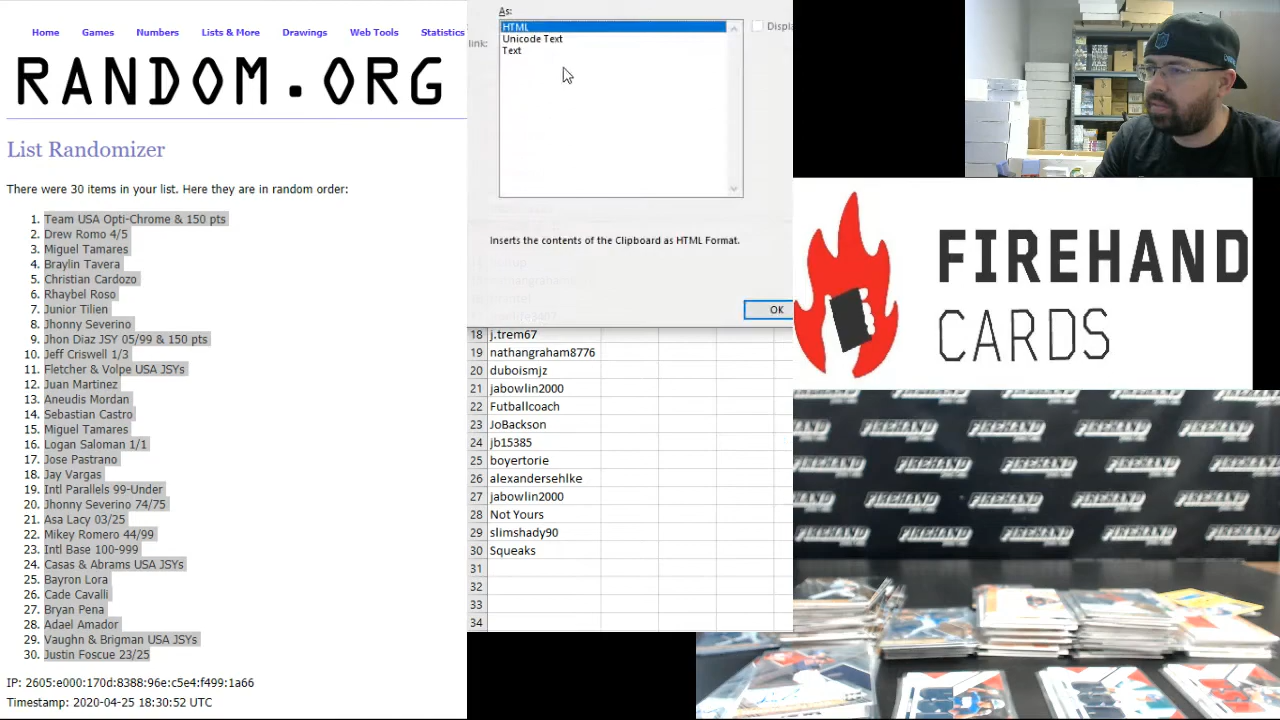 Home Games Numbers Lists & More Drawings Web Tools Statistics
RANDOM.ORG
List Randomizer
There were 30 items in your list. Here they are in random order:
1. Team USA Opti-Chrome & 150 pts
2. Drew Romo 4/5
3. Miguel Tamares
4. Braylin Tavera
5. Christian Cardozo
6. Rhaybel Roso
7. Junior Tilien
8. Jhonny Severino
9. Jhon Diaz JSY 05/99 & 150 pts
10. Jeff Criswell 1/3
11. Fletcher & Volpe USA JSYs
12. Juan Martinez
13. Aneudis Mordan
14. Sebastian Castro
15. Miguel Tamares
16. Logan Saloman 1/1
17. Jose Pastrano
18. Jay Vargas
19. Intl Parallels 99-Under
20. Jhonny Severino 74/75
21. Asa Lacy 03/25
22. Mikey Romero 44/99
23. Intl Base 100-999
24. Casas & Abrams USA JSYs
25. Bayron Lora
26. Cade Cavalli
27. Bryan Pena
28. Adael Amador
29. Vaughn & Brigman USA JSYs
30. Justin Foscue 23/25
IP: 2605:e000:170d:8388:96e:c5e4:f499:1a66
Timestamp: 2020-04-25 18:30:52 UTC
As:
HTML
Unicode Text
Text
link:
Displa
Inserts the contents of the Clipboard as HTML Format.
OK
18 j.trem67
19 nathangraham8776
20 duboismjz
21 jabowlin2000
22 Futballcoach
23 JoBackson
24 jb15385
25 boyertorie
26 alexandersehlke
27 jabowlin2000
28 Not Yours
29 slimshady90
30 Squeaks
31
32
33
34
FIREHAND
CARDS